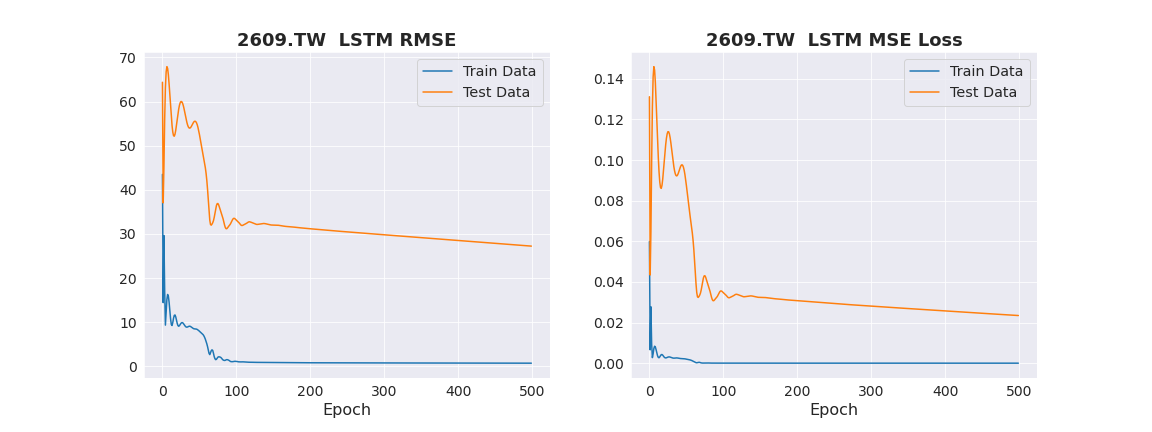 2609.TW  LSTM RMSE
70
60
50
40
30
20
10
0
Train Data
Test Data
0 100 200 300 400 500
Epoch
2609.TW  LSTM MSE Loss
0.14
0.12
0.10
0.08
0.06
0.04
0.02
0.00
Train Data
Test Data
0 100 200 300 400 500
Epoch